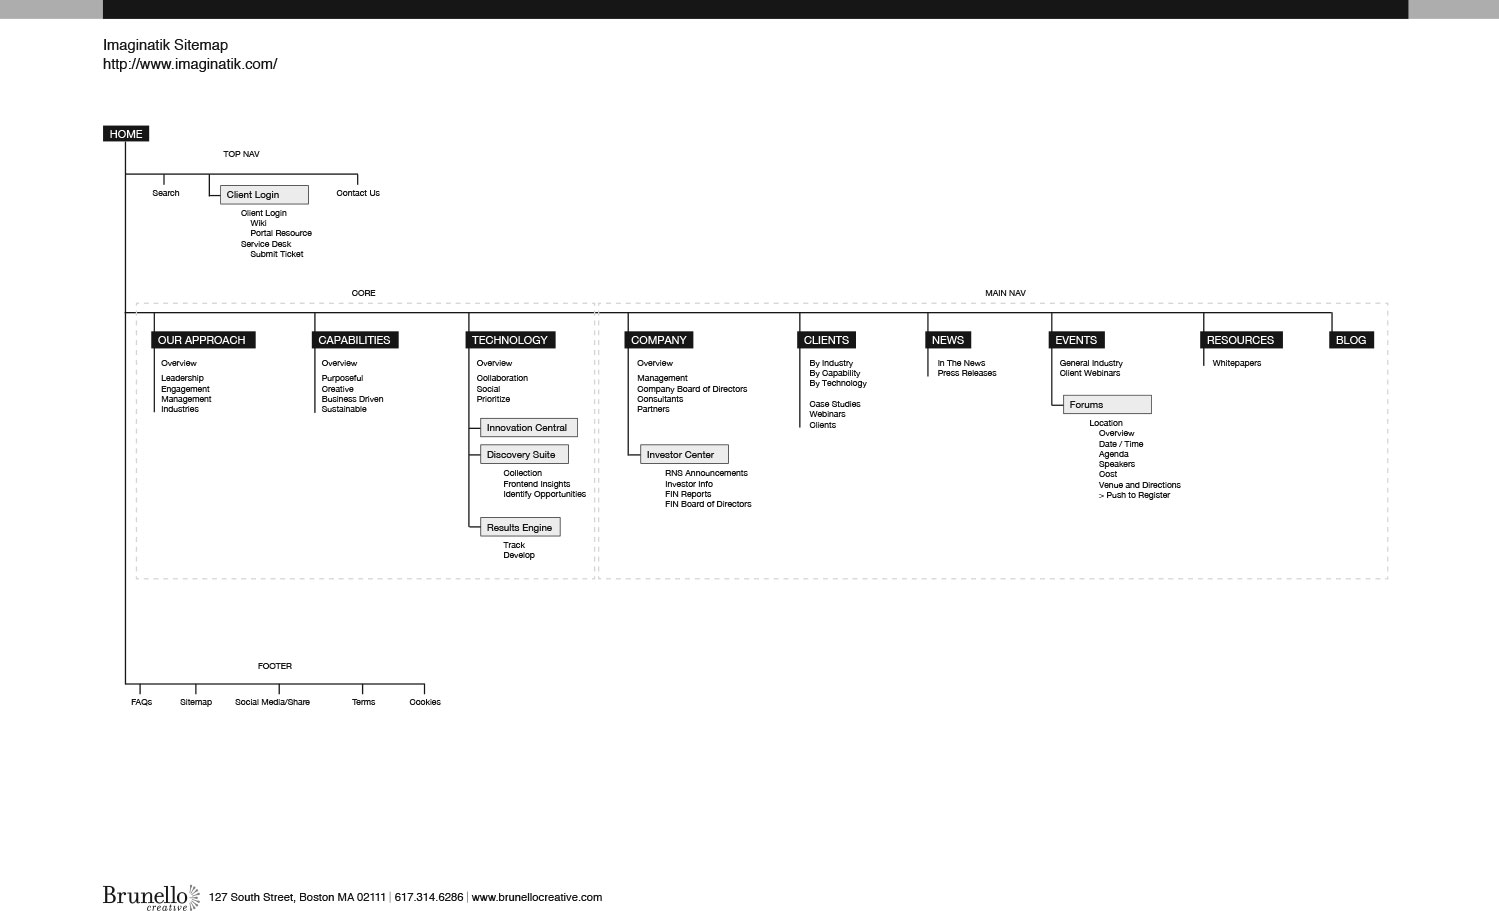 Imaginatik Sitemap
http://www.imaginatik.com/
HOME
TOP NAV
Search
Client Login
Client Login
Wiki
Portal Resource
Service Desk
Submit Ticket
Contact Us
CORE
OUR APPROACH
Overview
Leadership
Engagement
Management
Industries
CAPABILITIES
Overview
Purposeful
Creative
Business Driven
Sustainable
TECHNOLOGY
Overview
Collaboration
Social
Prioritize
Innovation Central
Discovery Suite
Collection
Frontend Insights
Identify Opportunities
Results Engine
Track
Develop
MAIN NAV
COMPANY
Overview
Management
Company Board of Directors
Consultants
Partners
Investor Center
RNS Announcements
Investor Info
FIN Reports
FIN Board of Directors
CLIENTS
By Industry
By Capability
By Technology
Case Studies
Webinars
Clients
NEWS
In The News
Press Releases
EVENTS
General Industry
Client Webinars
Forums
Location
Overview
Date / Time
Agenda
Speakers
Cost
Venue and Directions
> Push to Register
RESOURCES
Whitepapers
BLOG
FOOTER
FAQs
Sitemap
Social Media/Share
Terms
Cookies
Brunello
creative
127 South Street, Boston MA 02111 | 617.314.6286 | www.brunellocreative.com